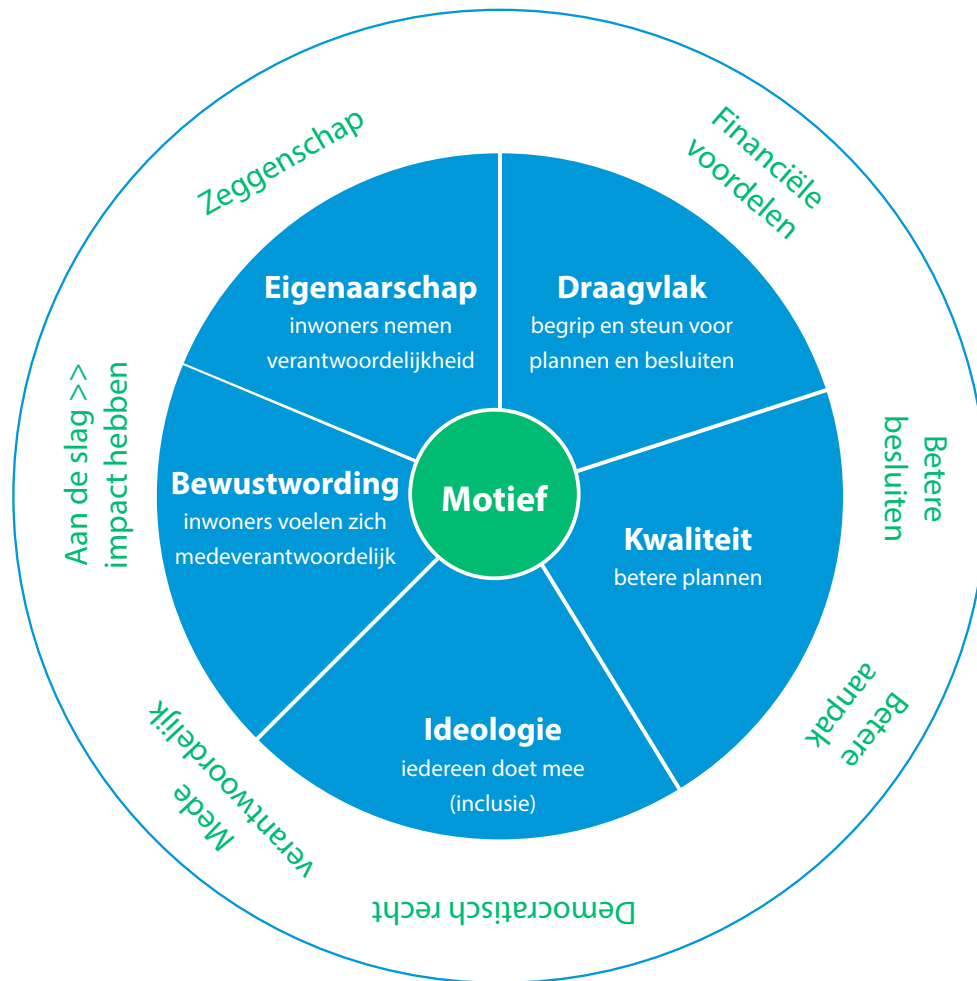 Zeggenschap
Financiële
voordelen
Eigenaarschap
inwoners nemen
verantwoordelijkheid
Draagvlak
begrip en steun voor
plannen en besluiten
Aan de slag >>
impact hebben
Betere
besluiten
Bewustwording
inwoners voelen zich
medeverantwoordelijk
Motief
Kwaliteit
betere plannen
Betere
aanpak
Ideologie
iedereen doet mee
(inclusie)
Mede
verantwoordelijk
Democratisch recht